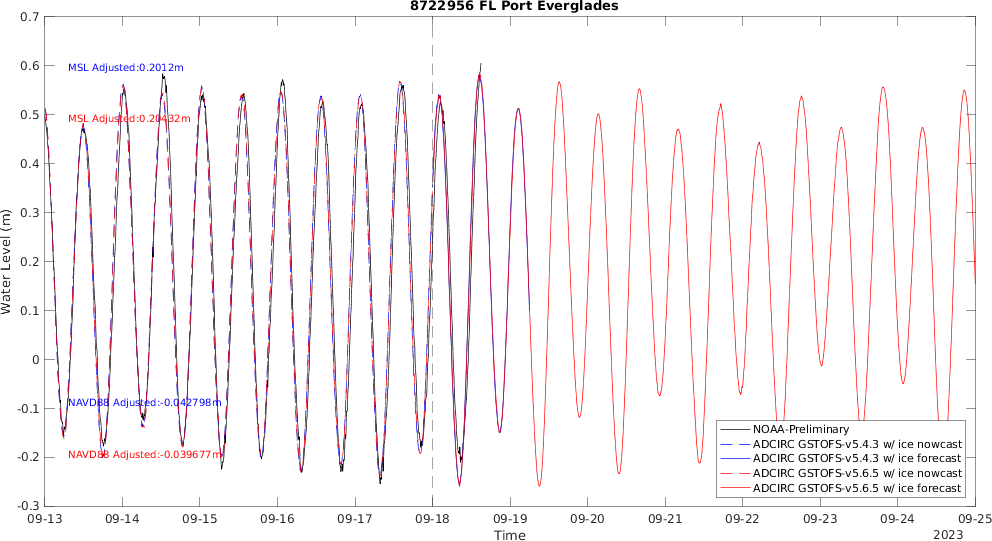 8722956 FL Port Everglades
0.7
0.6
0.5
0.4
0.3
0.2
0.1
0
-0.1
-0.2
-0.3
Water Level (m)
MSL Adjusted:0.2012m
MSL Adjusted:0.20432m
NAVD88 Adjusted:-0.042798m
NAVD88 Adjusted:-0.039677m
NOAA-Preliminary
ADCIRC GSTOFS-v5.4.3 w/ ice nowcast
ADCIRC GSTOFS-v5.4.3 w/ ice forecast
ADCIRC GSTOFS-v5.6.5 w/ ice nowcast
ADCIRC GSTOFS-v5.6.5 w/ ice forecast
09-13 09-14 09-15 09-16 09-17 09-18 09-19 09-20 09-21 09-22 09-23 09-24 09-25
Time
2023